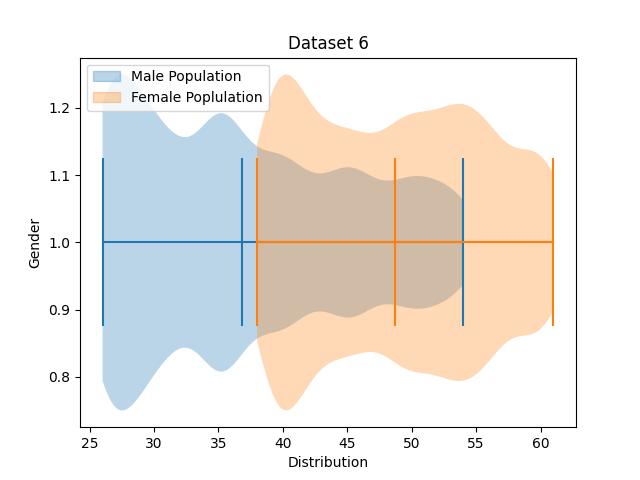 Dataset 6
Male Population
Female Poplulation
1.2
1.1
1.0
0.9
0.8
Gender
25 30 35 40 45 50 55 60
Distribution